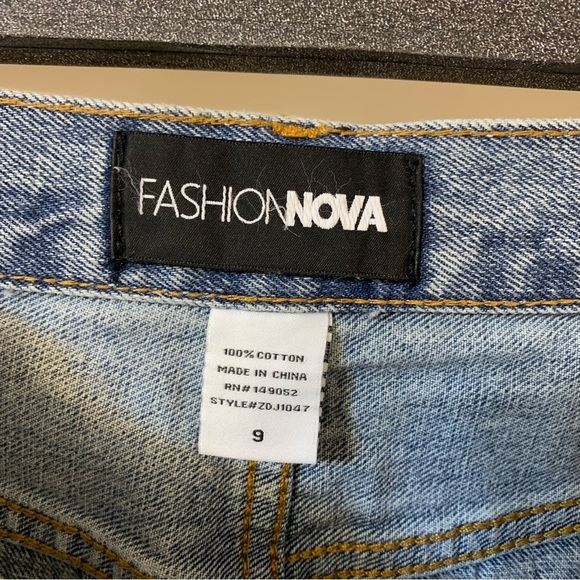 FASHIONNOVA
100% COTTON
MADE IN CHINA
RN#149052
STYLE#ZDJ1047
9